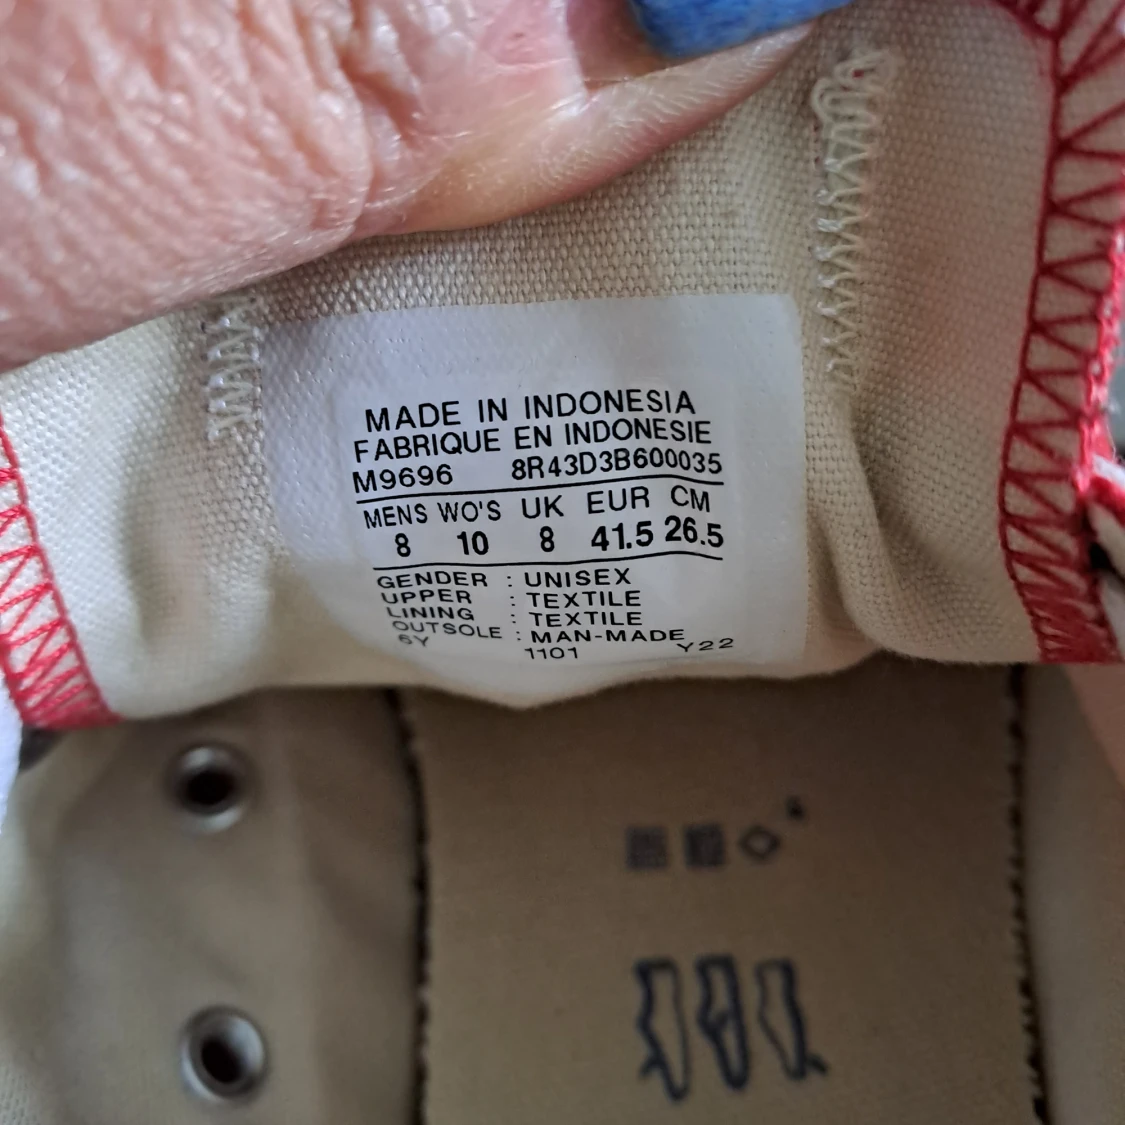 MADE IN INDONESIA
FABRIQUE EN INDONESIE
M9696 8R43D3B600035
MENS WO'S UK EUR CM
8 10 8 41.5 26.5
GENDER : UNISEX
UPPER : TEXTILE
LINING : TEXTILE
OUTSOLE : MAN-MADE
6Y 1101 Y22